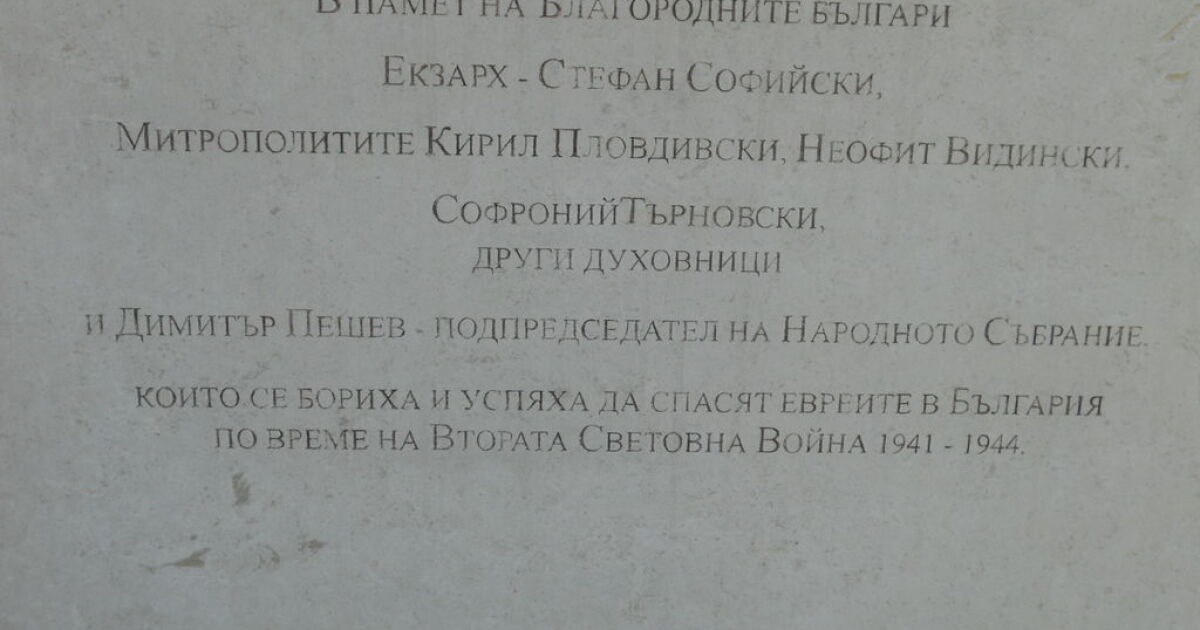 В ПАМЕТ НА БЛАГОРОДНИТЕ БЪЛГАРИ
ЕКЗАРХ - СТЕФАН СОФИЙСКИ,
МИТРОПОЛИТИТЕ КИРИЛ ПЛОВДИВСКИ, НЕОФИТ ВИДИНСКИ.
СОФРОНИЙТЪРНОВСКИ,
ДРУГИ ДУХОВНИЦИ
И ДИМИТЪР ПЕШЕВ - ПОДПРЕДСЕДАТЕЛ НА НАРОДНОТО СЪБРАНИЕ.
КОИТО СЕ БОРИХА И УСПЯХА ДА СПАСЯТ ЕВРЕИТЕ В БЪЛГАРИЯ
ПО ВРЕМЕ НА ВТОРАТА СВЕТОВНА ВОЙНА 1941 - 1944.